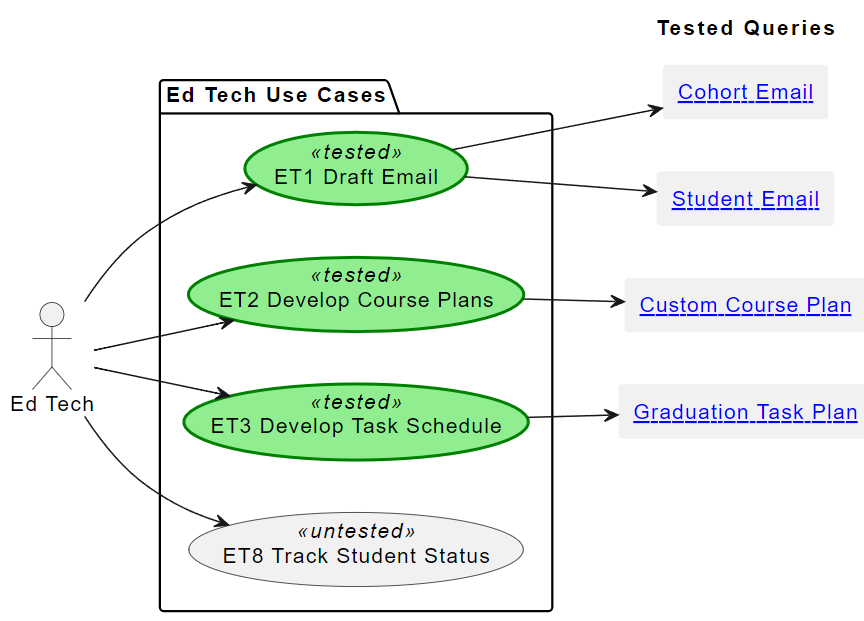 Tested Queries
Ed Tech Use Cases
Cohort Email
«tested»
ET1 Draft Email
Student Email
«tested»
ET2 Develop Course Plans
Custom Course Plan
Ed Tech
«tested»
ET3 Develop Task Schedule
Graduation Task Plan
«untested»
ET8 Track Student Status